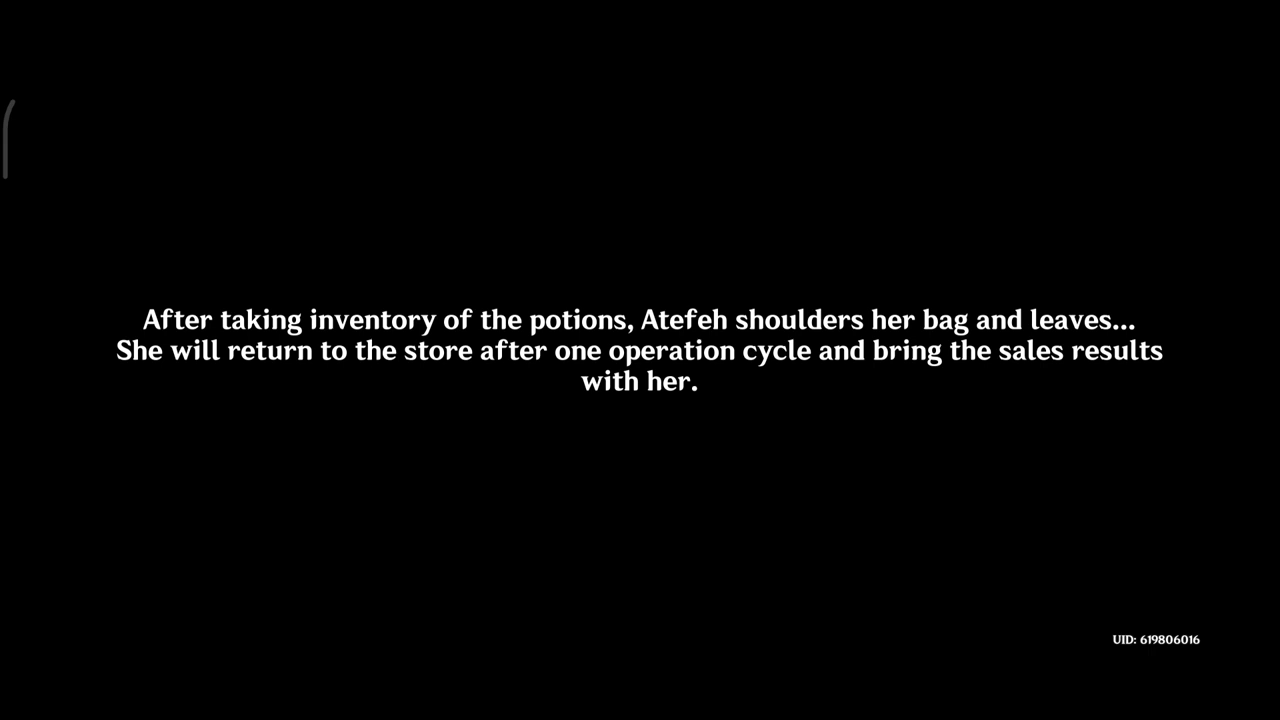 After taking inventory of the potions, Atefeh shoulders her bag and leaves...
She will return to the store after one operation cycle and bring the sales results
with her.
UID: 619806016